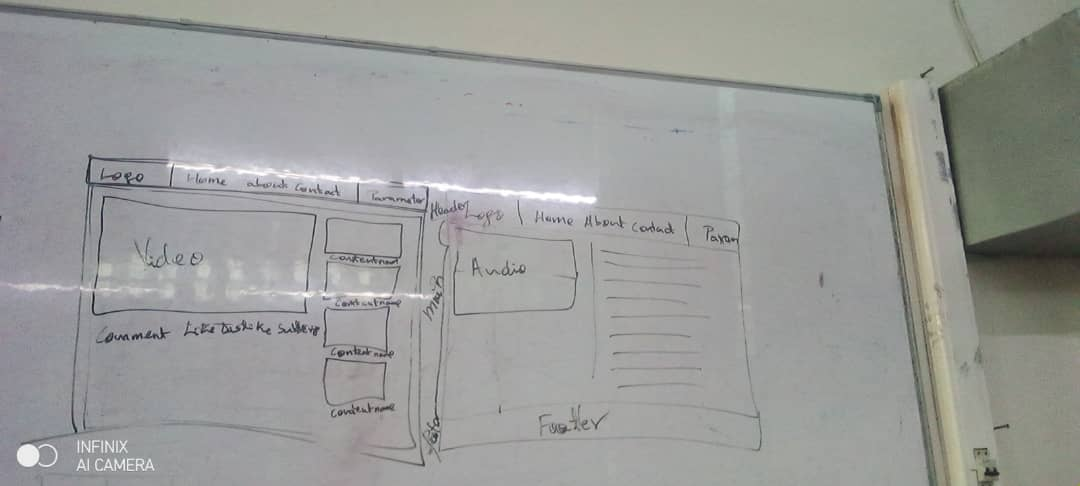 Logo Home about Contact Parameter
Video
Contentname
Contentname
Contentname
Contentname
Comment Like Dislike
Header
Logo Home About Contact Param
Audio
Main
Footer
INFINIX
AI CAMERA